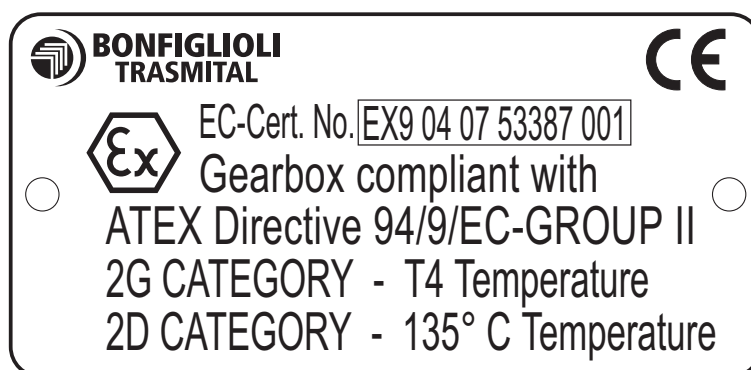 BONFIGLIOLI
TRASMITAL
CE
Ex
EC-Cert. No. EX9 04 07 53387 001
Gearbox compliant with
ATEX Directive 94/9/EC-GROUP II
2G CATEGORY - T4 Temperature
2D CATEGORY - 135° C Temperature